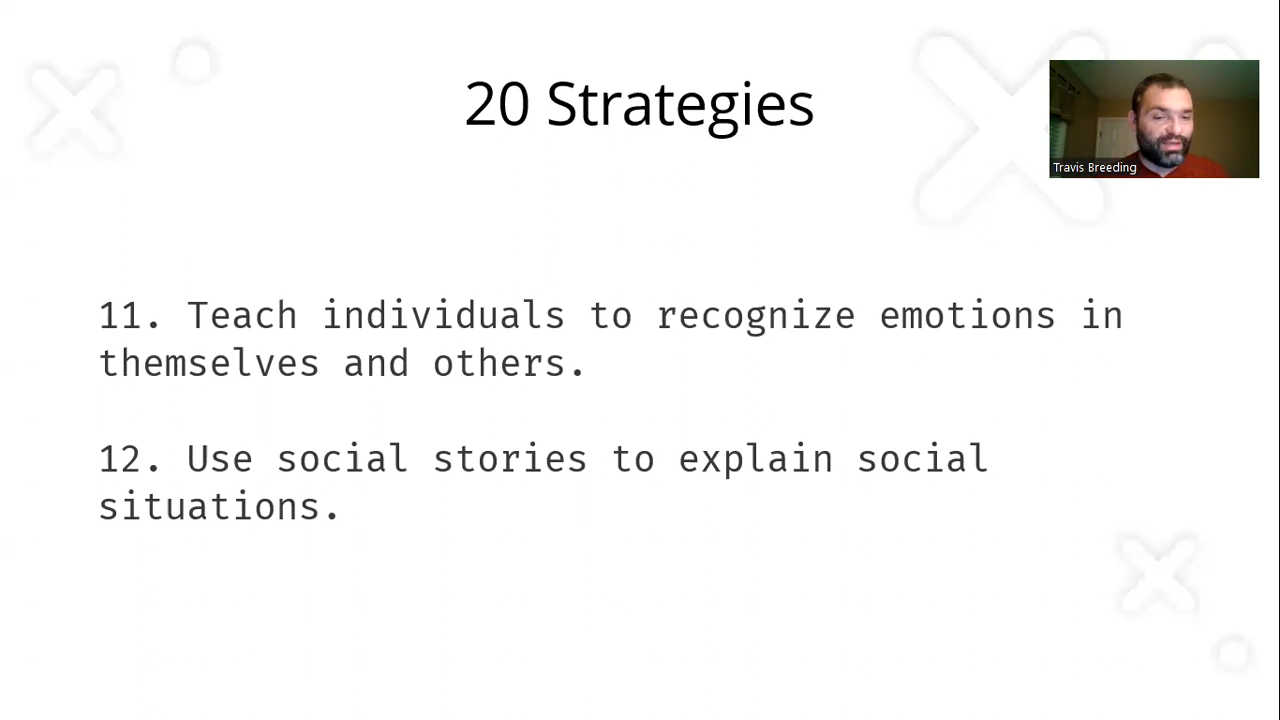 20 Strategies
Travis Breeding
11. Teach individuals to recognize emotions in
themselves and others.
12. Use social stories to explain social
situations.